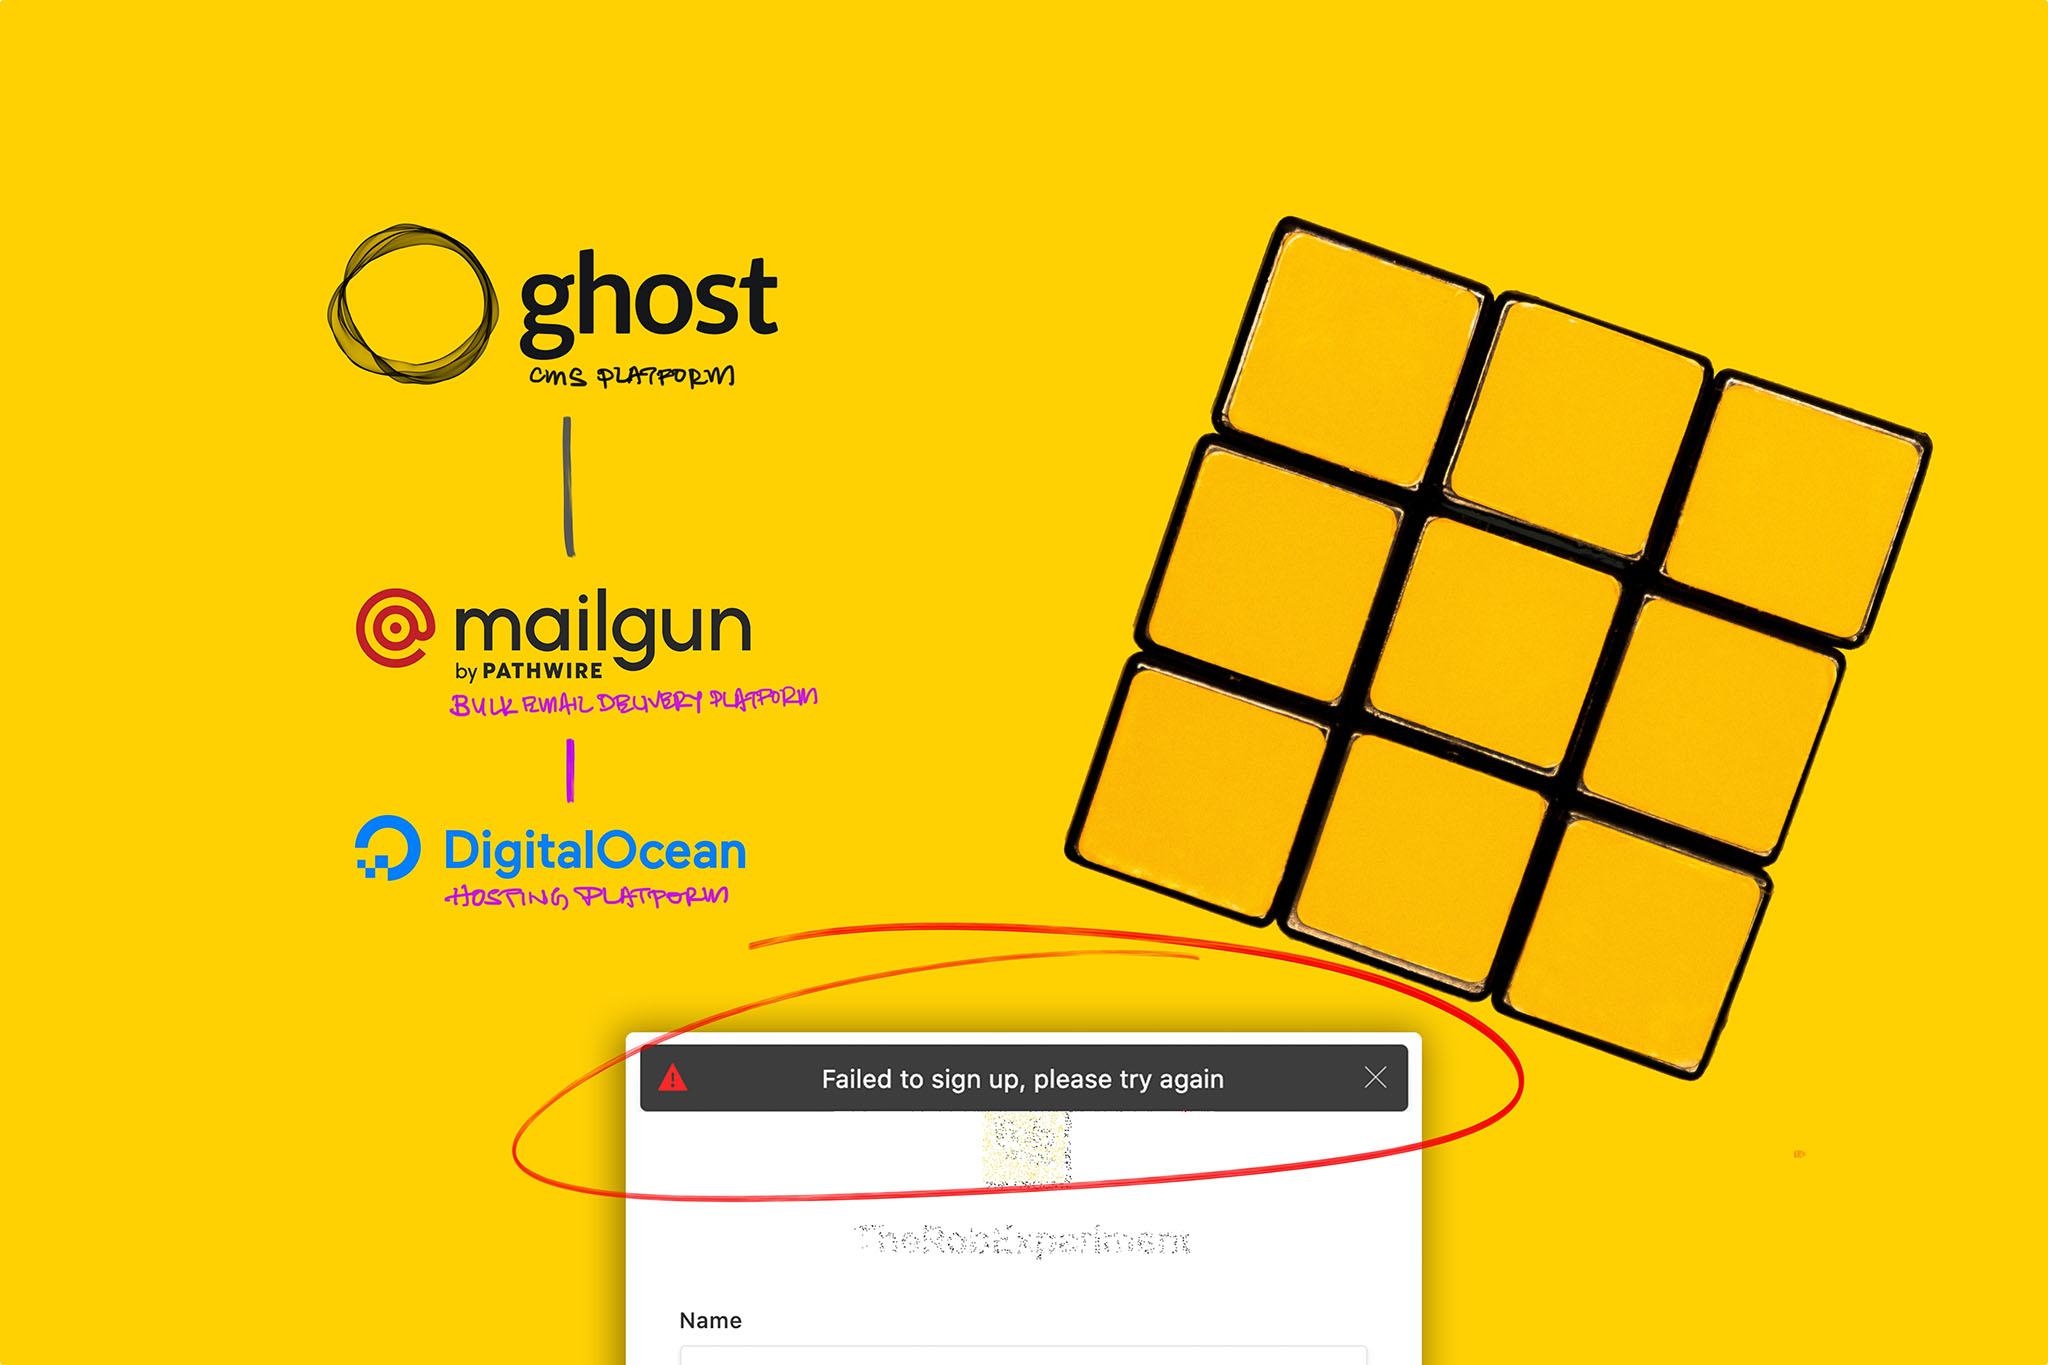 ghost
CMS PLATFORM
mailgun
by PATHWIRE
BULK EMAIL DELIVERY PLATFORM
DigitalOcean
HOSTING PLATFORM
Failed to sign up, please try again
TheRobExperiment
Name